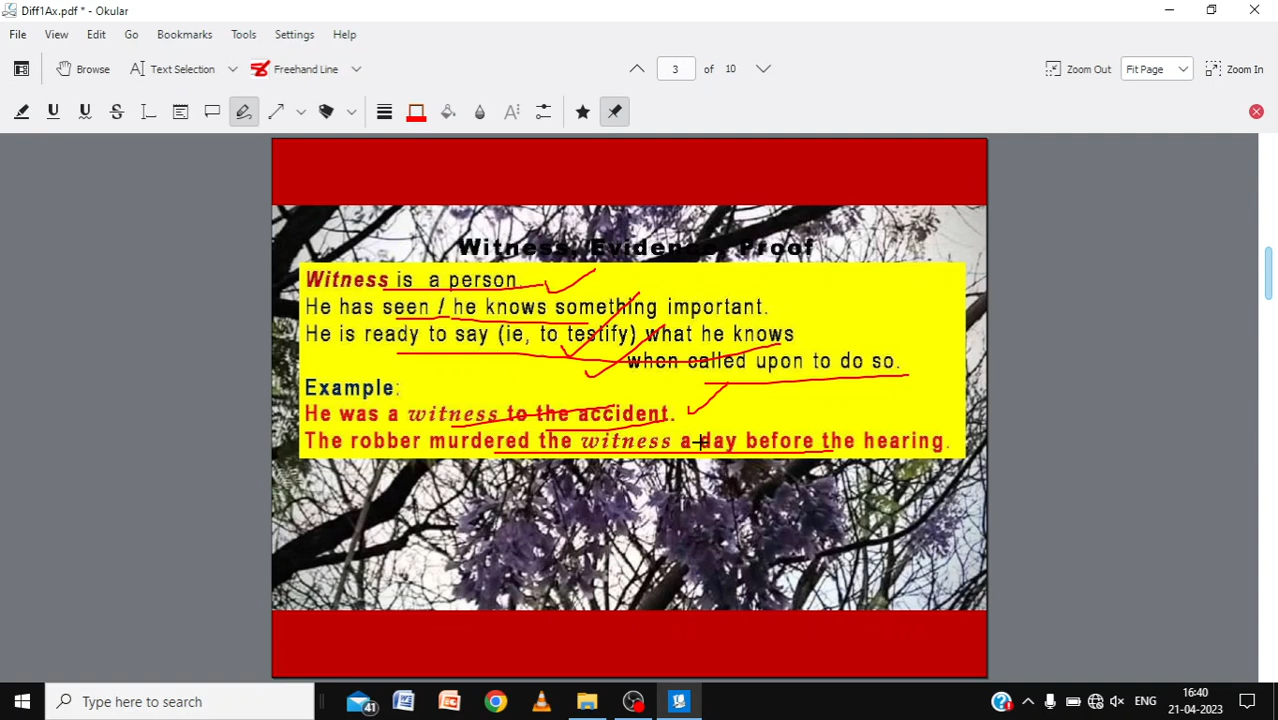 Diff1Ax.pdf * - Okular
File View Edit Go Bookmarks Tools Settings Help
Browse Text Selection Freehand Line 3 of 10 Zoom Out Fit Page Zoom In
Witness, Evidence, Proof
Witness is a person
He has seen / he knows something important.
He is ready to say (ie, to testify) what he knows
when called upon to do so.
Example:
He was a witness to the accident.
The robber murdered the witness a day before the hearing.
Type here to search 41 ENG 16:40
21-04-2023